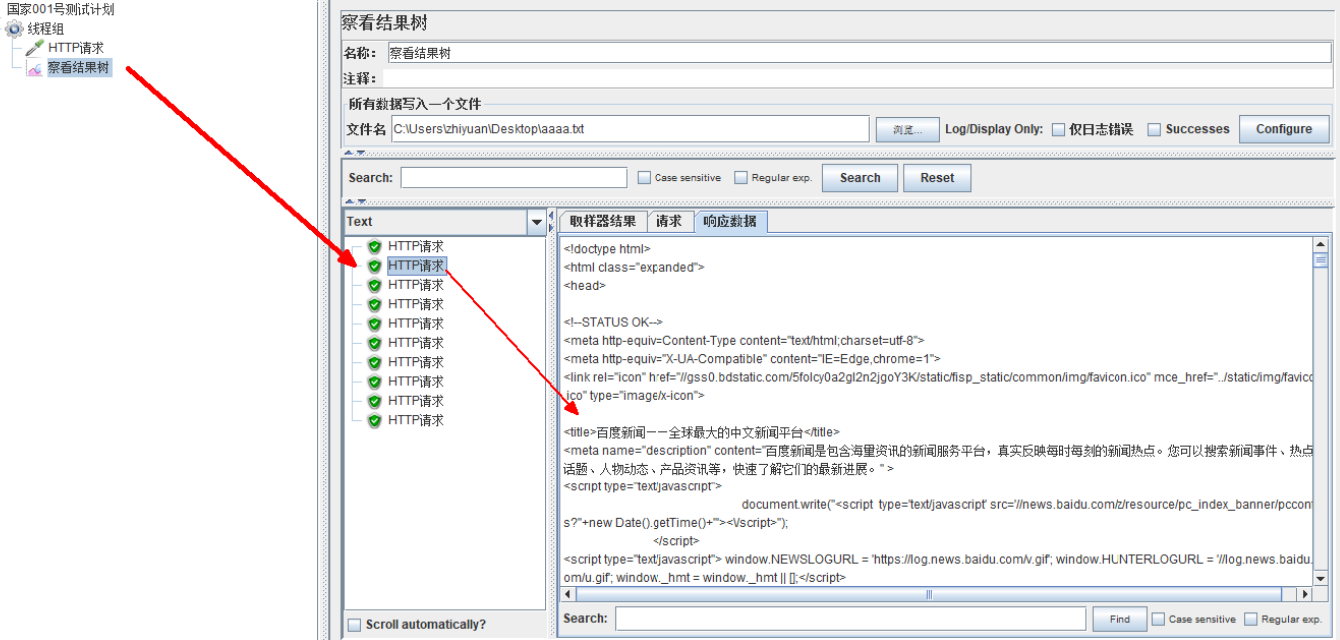 国家001号测试计划
线程组
HTTP请求
察看结果树
察看结果树
名称： 察看结果树
注释：
所有数据写入一个文件
文件名 C:\Users\zhiyuan\Desktop\aaaa.txt 浏览... Log/Display Only: 仅日志错误 Successes Configure
Search: Case sensitive Regular exp. Search Reset
Text
HTTP请求
HTTP请求
HTTP请求
HTTP请求
HTTP请求
HTTP请求
HTTP请求
HTTP请求
HTTP请求
HTTP请求
Scroll automatically?
取样器结果 请求 响应数据
<!doctype html>
<html class="expanded">
<head>
<!--STATUS OK-->
<meta http-equiv=Content-Type content="text/html;charset=utf-8">
<meta http-equiv="X-UA-Compatible" content="IE=Edge,chrome=1">
<link rel="icon" href="//gss0.bdstatic.com/5foIcy0a2gI2n2jgoY3K/static/fisp_static/common/img/favicon.ico" mce_href="../static/img/favico
ico" type="image/x-icon">
<title>百度新闻——全球最大的中文新闻平台</title>
<meta name="description" content="百度新闻是包含海量资讯的新闻服务平台，真实反映每时每刻的新闻热点。您可以搜索新闻事件、热点
话题、人物动态、产品资讯等，快速了解它们的最新进展。" >
<script type="text/javascript">
document.write("<script type='text/javascript' src='//news.baidu.com/z/resource/pc_index_banner/pccont
s?"+new Date().getTime()+"'><\/script>");
</script>
<script type="text/javascript"> window.NEWSLOGURL = 'https://log.news.baidu.com/v.gif'; window.HUNTERLOGURL = '//log.news.baidu.
om/u.gif'; window._hmt = window._hmt || [];</script>
Search: Find Case sensitive Regular exp.